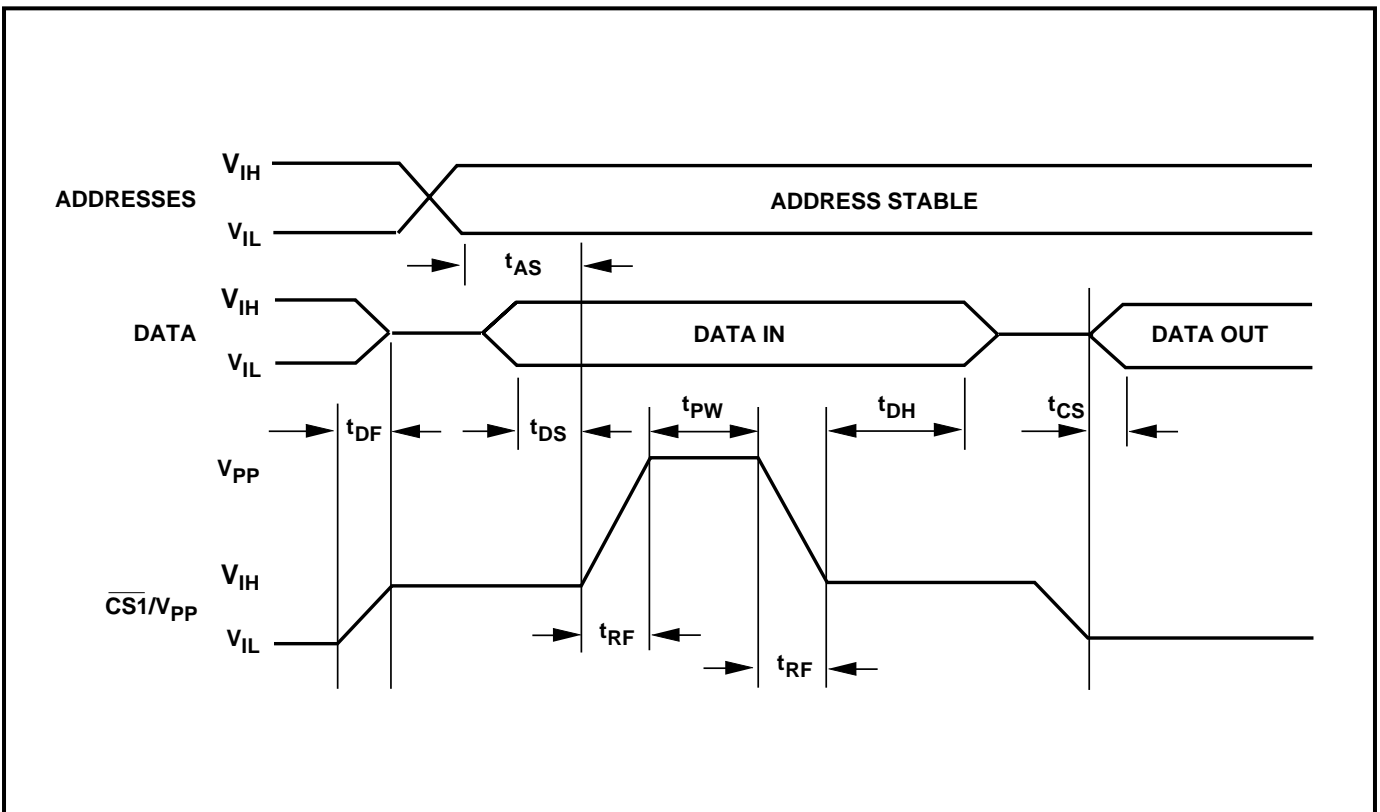 V_IH
ADDRESSES
ADDRESS STABLE
V_IL
t_AS
V_IH
DATA
DATA IN
DATA OUT
V_IL
t_DF
t_DS
t_PW
t_DH
t_CS
V_PP
V_IH
C̅S̅1̅/V_PP
V_IL
t_RF
t_RF